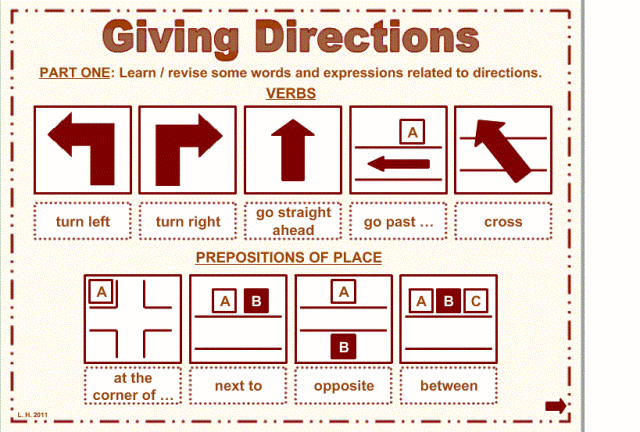 Giving Directions
PART ONE: Learn / revise some words and expressions related to directions.
VERBS
A
turn left
turn right
go straight
ahead
go past ...
cross
PREPOSITIONS OF PLACE
A
A B
A
B
A B C
at the
corner of ...
next to
opposite
between
L. H. 2011